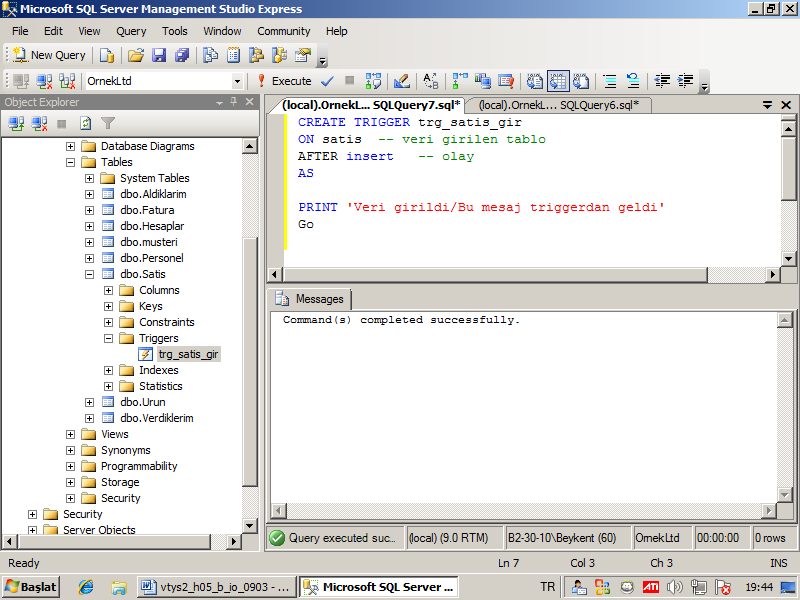 Microsoft SQL Server Management Studio Express
File Edit View Query Tools Window Community Help
New Query
OrnekLtd Execute
Object Explorer
Database Diagrams
Tables
System Tables
dbo.Aldiklarim
dbo.Fatura
dbo.Hesaplar
dbo.musteri
dbo.Personel
dbo.Satis
Columns
Keys
Constraints
Triggers
trg_satis_gir
Indexes
Statistics
dbo.Urun
dbo.Verdiklerim
Views
Synonyms
Programmability
Storage
Security
Security
Server Objects
(local).OrnekL... SQLQuery7.sql* (local).OrnekL... SQLQuery6.sql*
CREATE TRIGGER trg_satis_gir
ON satis -- veri girilen tablo
AFTER insert -- olay
AS
PRINT 'Veri girildi/Bu mesaj triggerdan geldi'
Go
Messages
Command(s) completed successfully.
Query executed suc... (local) (9.0 RTM) B2-30-10\Beykent (60) OrnekLtd 00:00:00 0 rows
Ready Ln 7 Col 3 Ch 3 INS
Başlat vtys2_h05_b_io_0903 - ... Microsoft SQL Server ... TR ATI 19:44